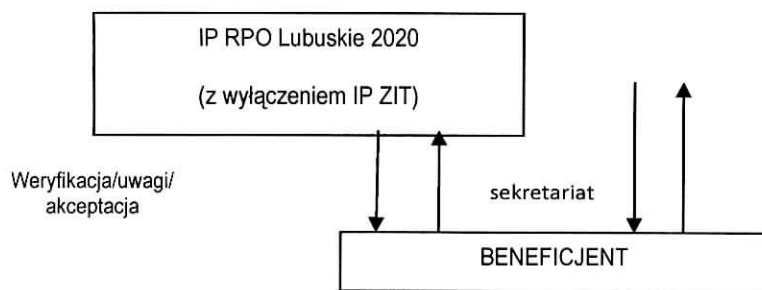 IP RPO Lubuskie 2020
(z wyłączeniem IP ZIT)
Weryfikacja/uwagi/
akceptacja
sekretariat
BENEFICJENT